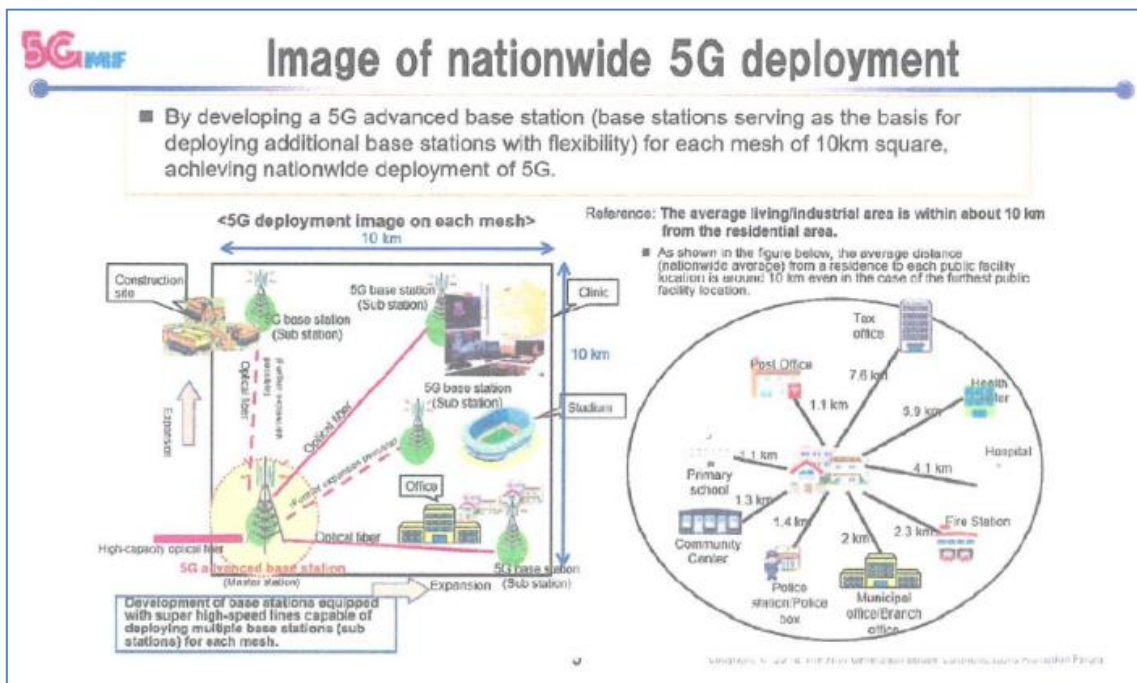 5GMF
Image of nationwide 5G deployment
■ By developing a 5G advanced base station (base stations serving as the basis for
deploying additional base stations with flexibility) for each mesh of 10km square,
achieving nationwide deployment of 5G.
<5G deployment image on each mesh>
10 km
Construction
site
5G base station
(Sub station)
5G base station
(Sub station)
Clinic
10 km
Optical fiber
(Further expansion
possible)
Optical fiber
5G base station
(Sub station)
Stadium
Expansion
(Further expansion possible)
Office
High-capacity optical fiber
Optical fiber
5G advanced base station
(Master station)
5G base station
(Sub station)
Expansion
Development of base stations equipped
with super high-speed lines capable of
deploying multiple base stations (sub
stations) for each mesh.
Reference: The average living/industrial area is within about 10 km
from the residential area.
■ As shown in the figure below, the average distance
(nationwide average) from a residence to each public facility
location is around 10 km even in the case of the furthest public
facility location.
Tax
office
Post Office
7.6 km
1.1 km
Health
5.9 km
Hospital
4.1 km
1.1 km
Primary
school
1.3 km
Community
Center
1.4 km
Police
station/Police
box
2 km
Municipal
office/Branch
office
2.3 km
Fire Station